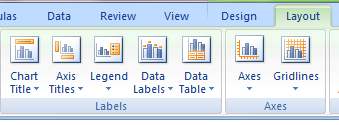 ulas Data Review View Design Layout
Chart Axis Legend Data Data Axes Gridlines
Title Titles Labels Table
Labels Axes